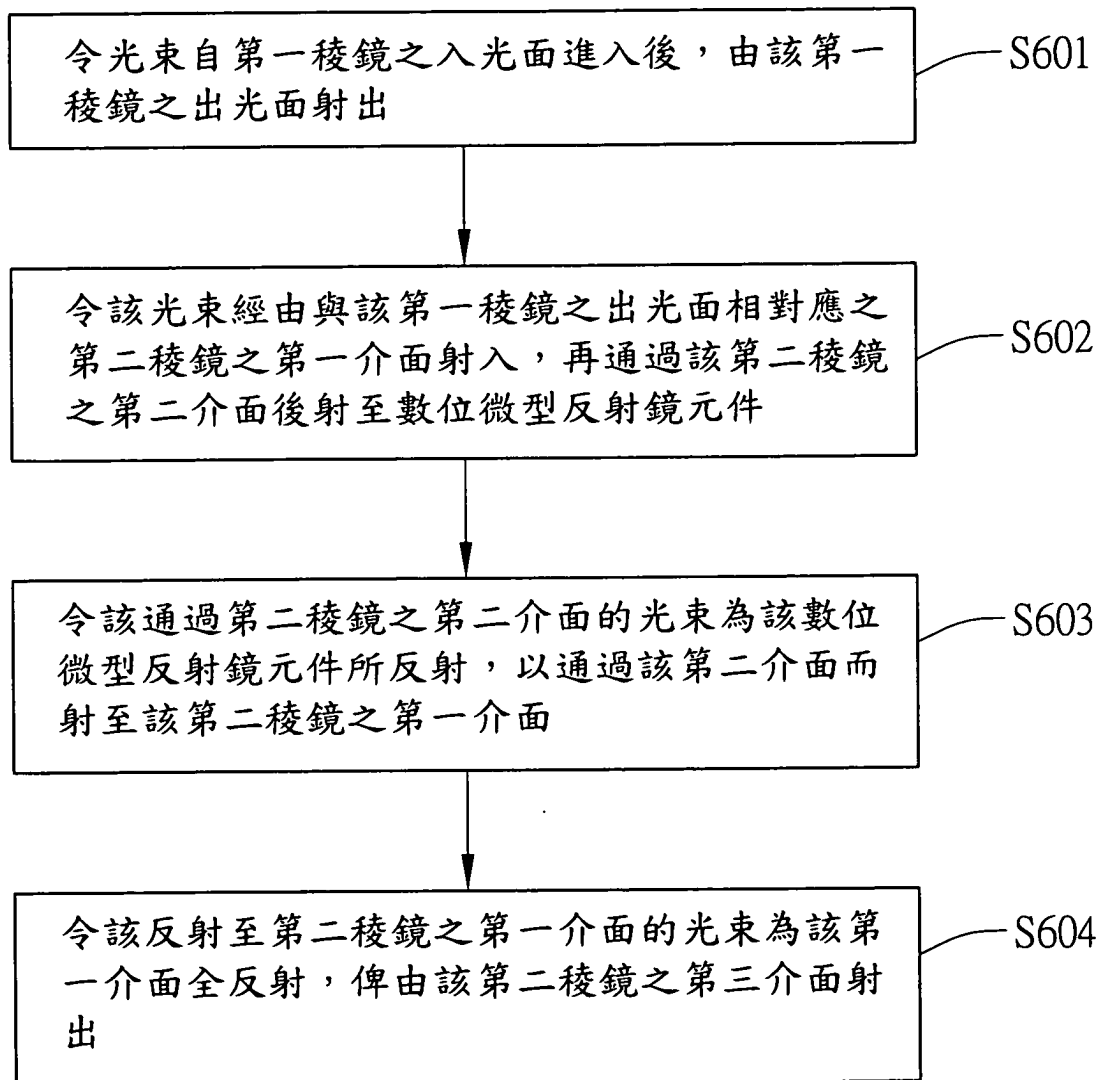 令光束自第一稜鏡之入光面進入後，由該第一
稜鏡之出光面射出
S601
令該光束經由與該第一稜鏡之出光面相對應之
第二稜鏡之第一介面射入，再通過該第二稜鏡
之第二介面後射至數位微型反射鏡元件
S602
令該通過第二稜鏡之第二介面的光束為該數位
微型反射鏡元件所反射，以通過該第二介面而
射至該第二稜鏡之第一介面
S603
令該反射至第二稜鏡之第一介面的光束為該第
一介面全反射，俾由該第二稜鏡之第三介面射
出
S604